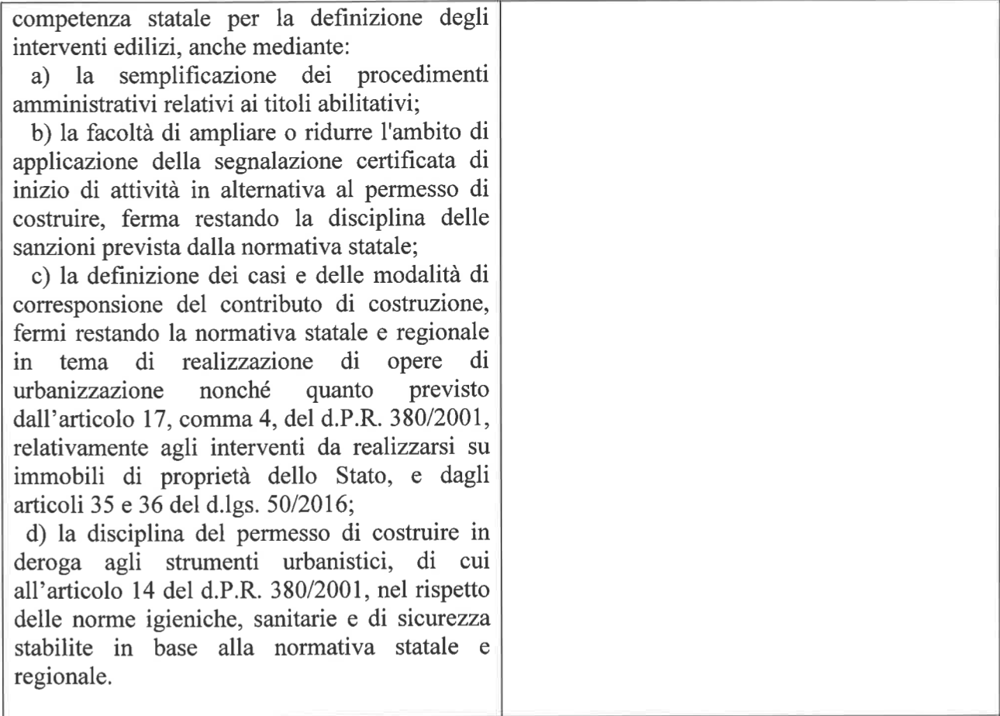 competenza statale per la definizione degli
interventi edilizi, anche mediante:
a) la semplificazione dei procedimenti
amministrativi relativi ai titoli abilitativi;
b) la facoltà di ampliare o ridurre l'ambito di
applicazione della segnalazione certificata di
inizio di attività in alternativa al permesso di
costruire, ferma restando la disciplina delle
sanzioni prevista dalla normativa statale;
c) la definizione dei casi e delle modalità di
corresponsione del contributo di costruzione,
fermi restando la normativa statale e regionale
in tema di realizzazione di opere di
urbanizzazione nonché quanto previsto
dall’articolo 17, comma 4, del d.P.R. 380/2001,
relativamente agli interventi da realizzarsi su
immobili di proprietà dello Stato, e dagli
articoli 35 e 36 del d.lgs. 50/2016;
d) la disciplina del permesso di costruire in
deroga agli strumenti urbanistici, di cui
all’articolo 14 del d.P.R. 380/2001, nel rispetto
delle norme igieniche, sanitarie e di sicurezza
stabilite in base alla normativa statale e
regionale.